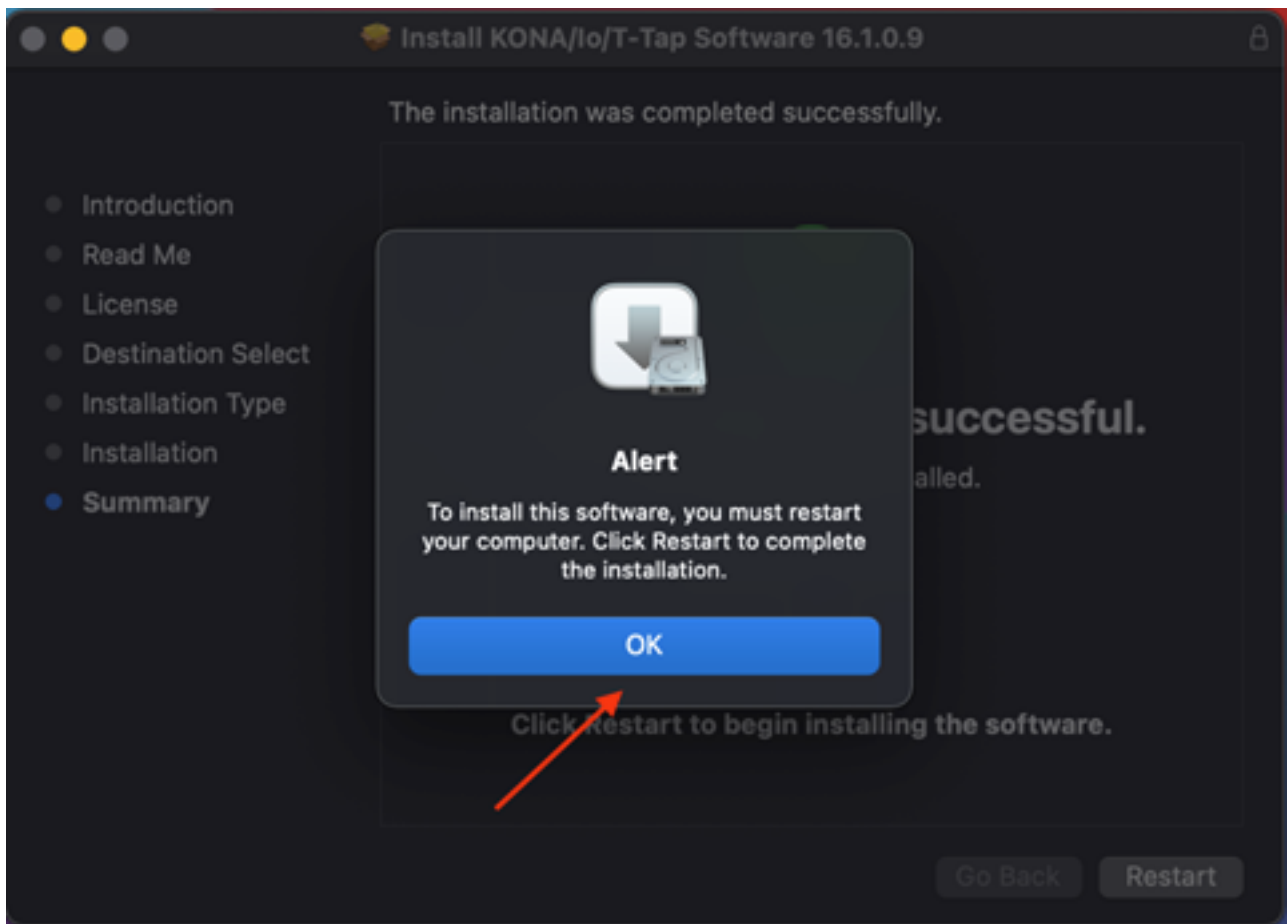 Install KONA/Io/T-Tap Software 16.1.0.9
The installation was completed successfully.
Introduction
Read Me
License
Destination Select
Installation Type
Installation
Summary
successful.
alled.
Alert
To install this software, you must restart
your computer. Click Restart to complete
the installation.
OK
Click Restart to begin installing the software.
Go Back
Restart